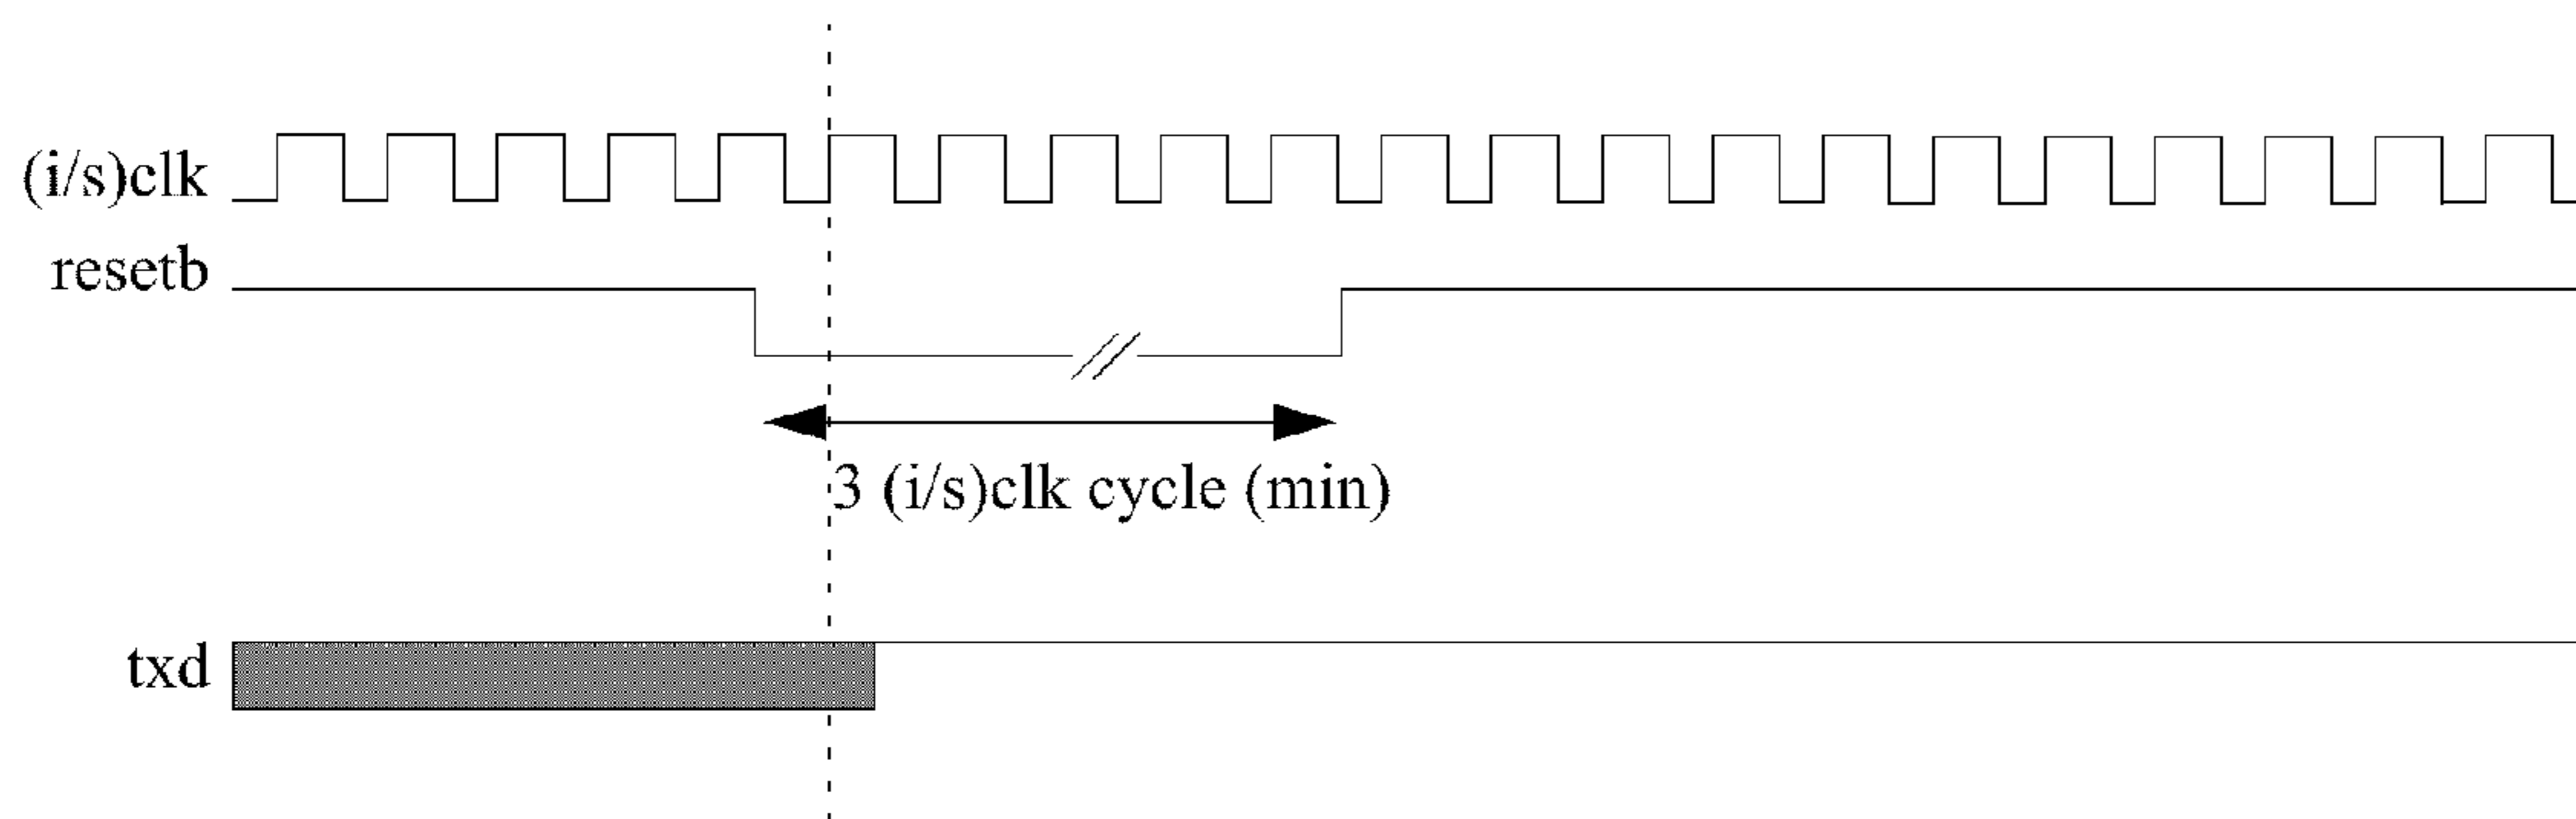 (i/s)clk
resetb
3 (i/s)clk cycle (min)
txd